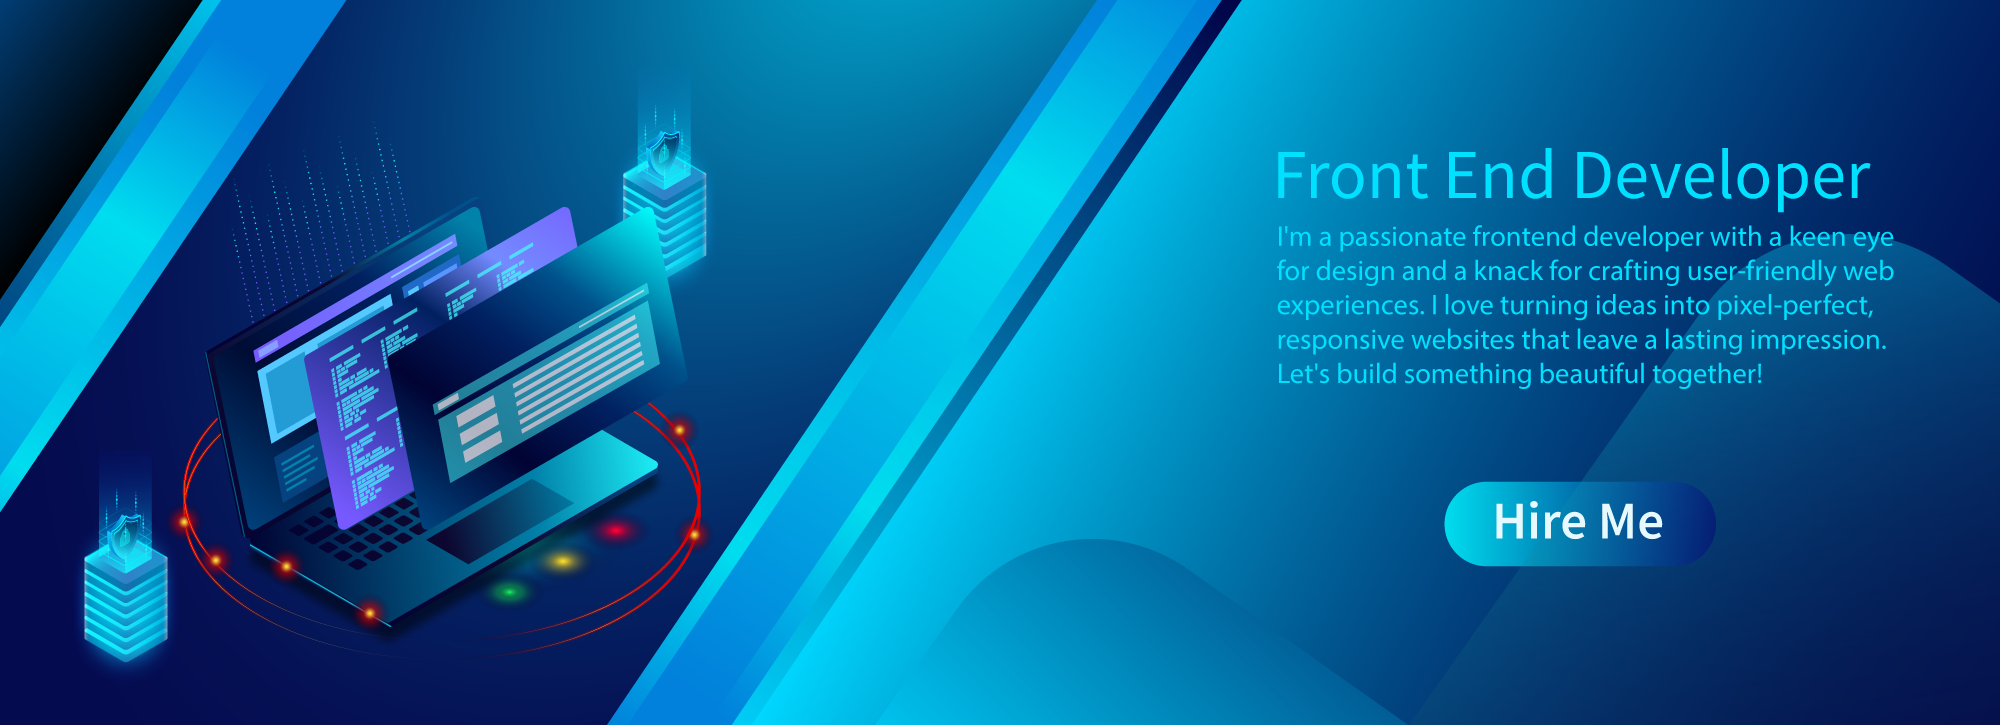 Front End Developer
I'm a passionate frontend developer with a keen eye
for design and a knack for crafting user-friendly web
experiences. I love turning ideas into pixel-perfect,
responsive websites that leave a lasting impression.
Let's build something beautiful together!
Hire Me